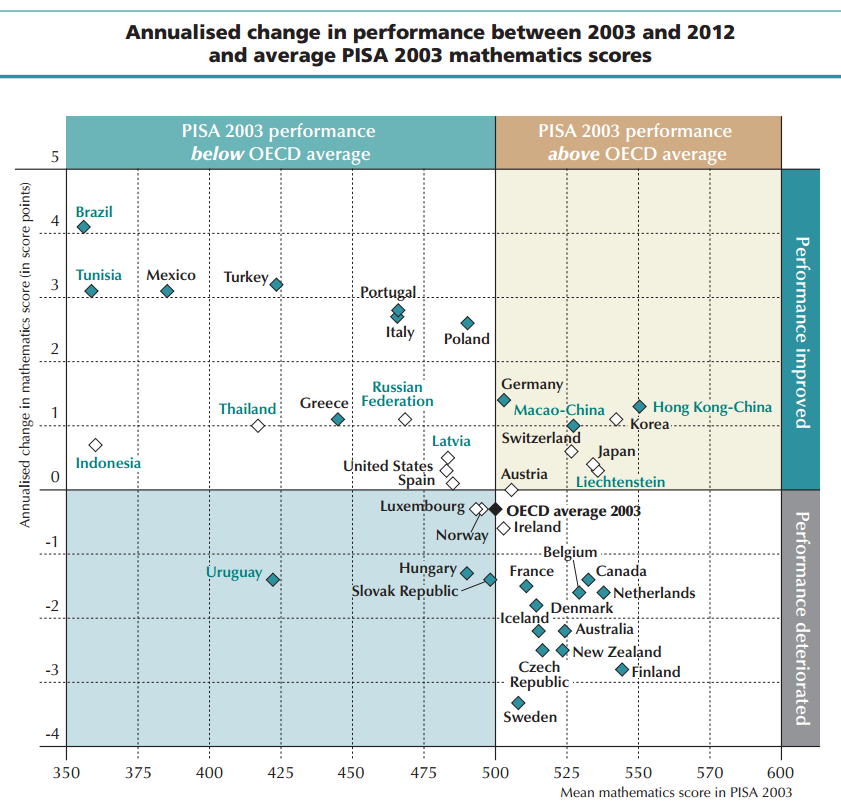 Annualised change in performance between 2003 and 2012
and average PISA 2003 mathematics scores
PISA 2003 performance
below OECD average
PISA 2003 performance
above OECD average
Annualised change in mathematics score (in score points)
5
4
3
2
1
0
-1
-2
-3
-4
Performance improved
Performance deteriorated
Brazil
Tunisia
Mexico
Turkey
Portugal
Italy
Poland
Russian
Federation
Greece
Thailand
Latvia
Indonesia
United States
Spain
Germany
Macao-China
Hong Kong-China
Korea
Switzerland
Japan
Austria
Liechtenstein
Luxembourg
OECD average 2003
Norway
Ireland
Uruguay
Hungary
Slovak Republic
Belgium
France
Canada
Netherlands
Denmark
Iceland
Australia
New Zealand
Czech
Republic
Finland
Sweden
350
375
400
425
450
475
500
525
550
570
600
Mean mathematics score in PISA 2003